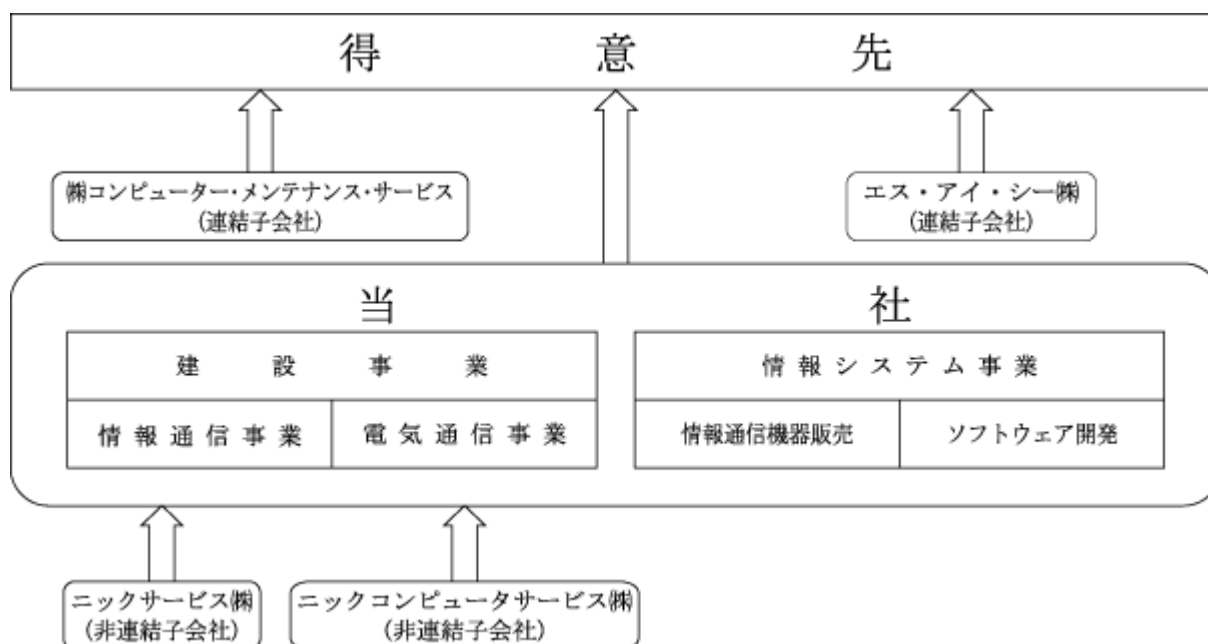 得意先
㈱コンピューター・メンテナンス・サービス
(連結子会社)
エス・アイ・シー㈱
(連結子会社)
当社
建設事業
情報システム事業
情報通信事業
電気通信事業
情報通信機器販売
ソフトウェア開発
ニックサービス㈱
(非連結子会社)
ニックコンピュータサービス㈱
(非連結子会社)